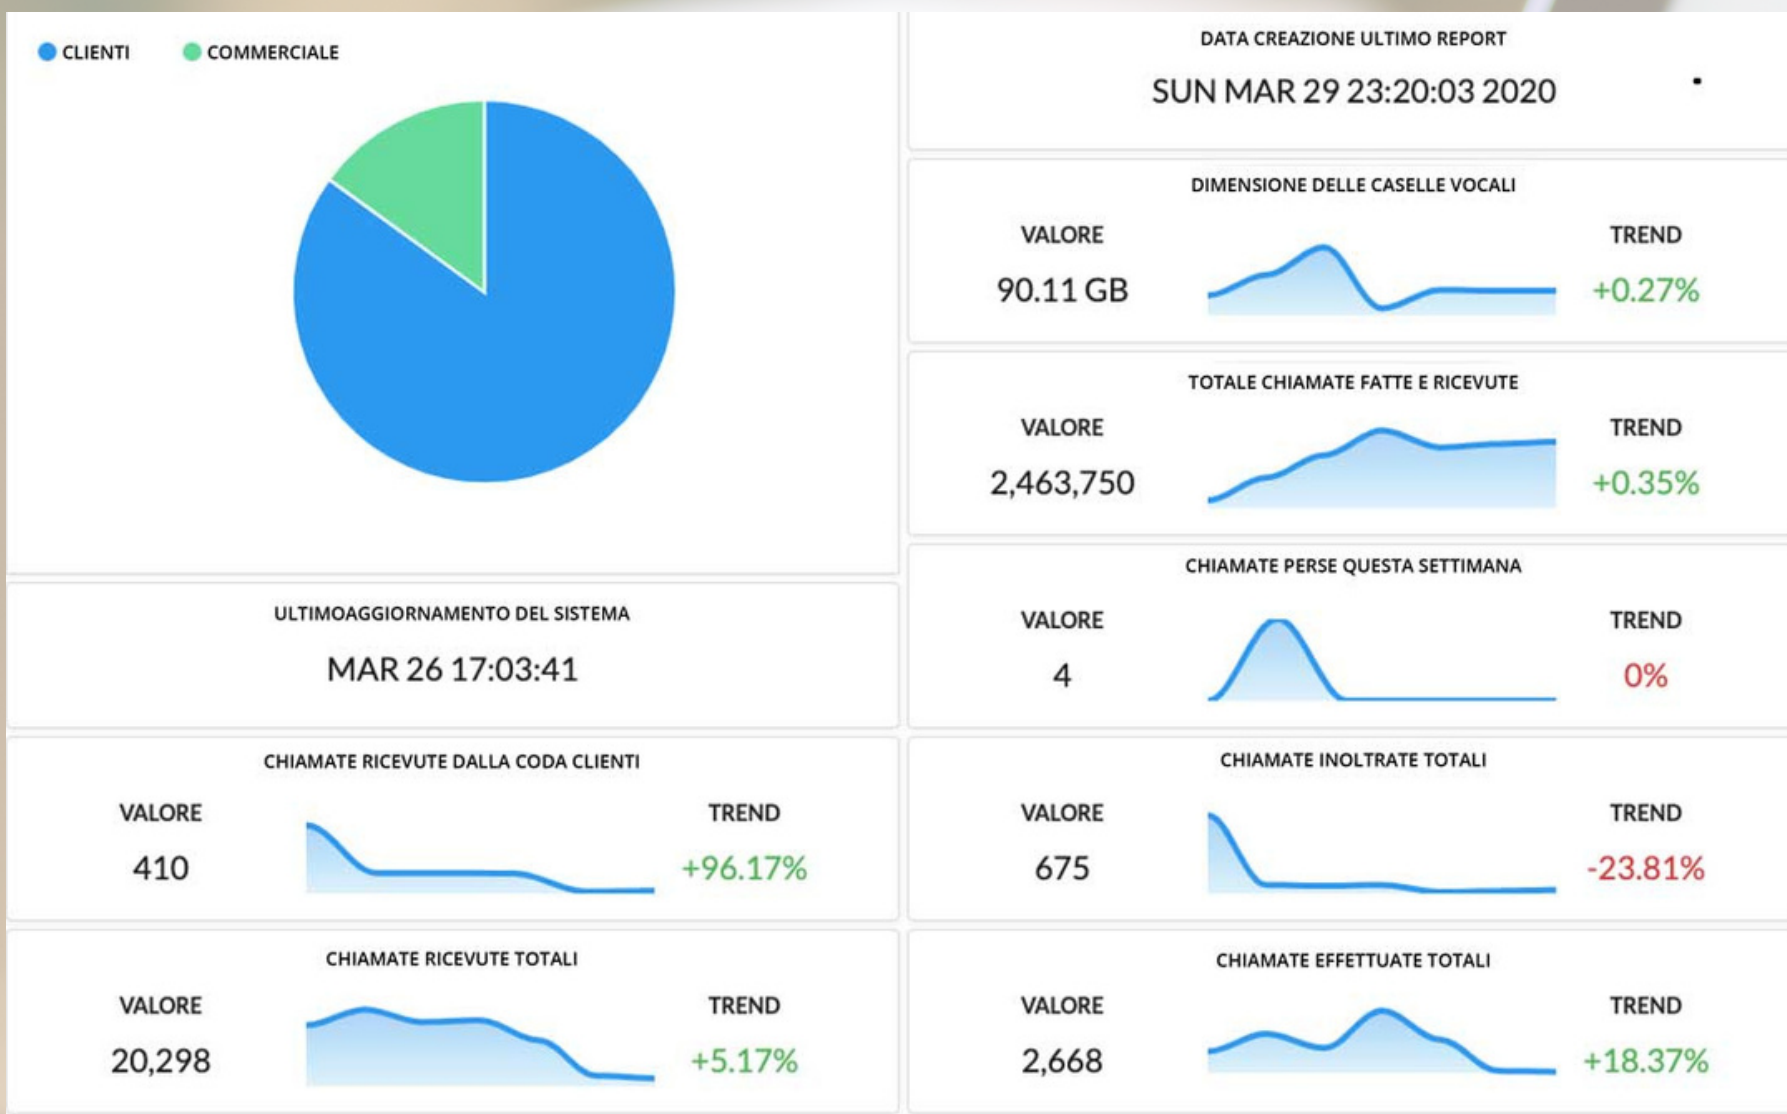 CLIENTI
COMMERCIALE
ULTIMOAGGIORNAMENTO DEL SISTEMA
MAR 26 17:03:41
CHIAMATE RICEVUTE DALLA CODA CLIENTI
VALORE
TREND
410
+96.17%
CHIAMATE RICEVUTE TOTALI
VALORE
TREND
20,298
+5.17%
DATA CREAZIONE ULTIMO REPORT
SUN MAR 29 23:20:03 2020
DIMENSIONE DELLE CASELLE VOCALI
VALORE
TREND
90.11 GB
+0.27%
TOTALE CHIAMATE FATTE E RICEVUTE
VALORE
TREND
2,463,750
+0.35%
CHIAMATE PERSE QUESTA SETTIMANA
VALORE
TREND
4
0%
CHIAMATE INOLTRATE TOTALI
VALORE
TREND
675
-23.81%
CHIAMATE EFFETTUATE TOTALI
VALORE
TREND
2,668
+18.37%